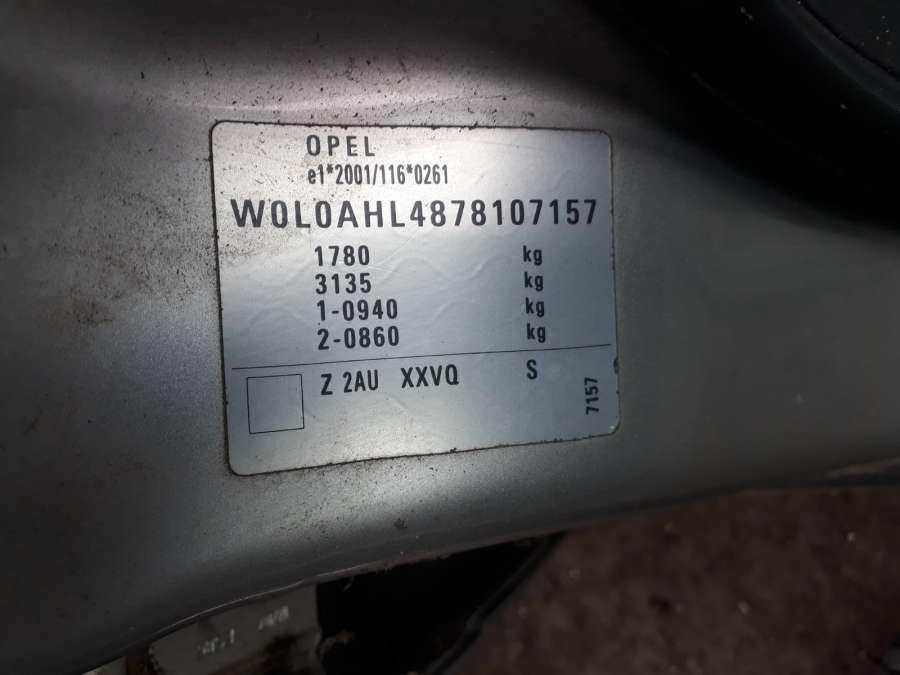 OPEL
e1*2001/116*0261
W0L0AHL4878107157
1780 kg
3135 kg
1-0940 kg
2-0860 kg
Z 2AU XXVQ S
7157